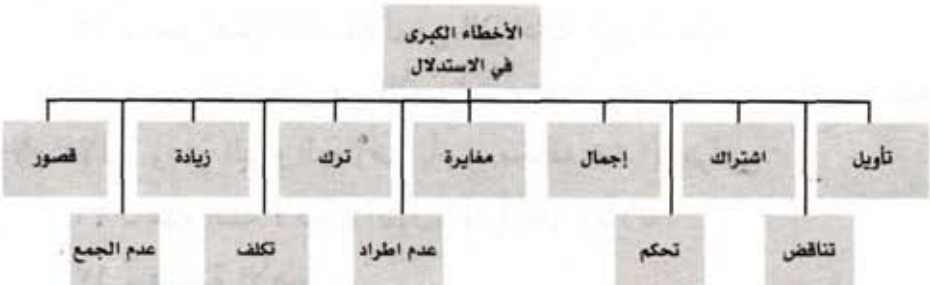 الأخطاء الكبرى
في الاستدلال
تأويل
اشتراك
إجمال
مغايرة
ترك
زيادة
قصور
تناقض
تحكم
عدم اطراد
تكلف
عدم الجمع